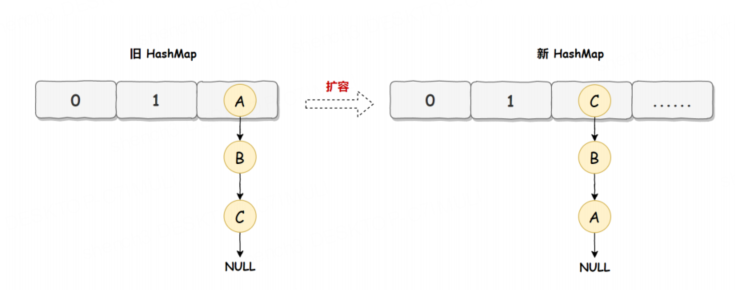 旧 HashMap
0 1 A
B
C
NULL
扩容
新 HashMap
0 1 C ......
B
A
NULL